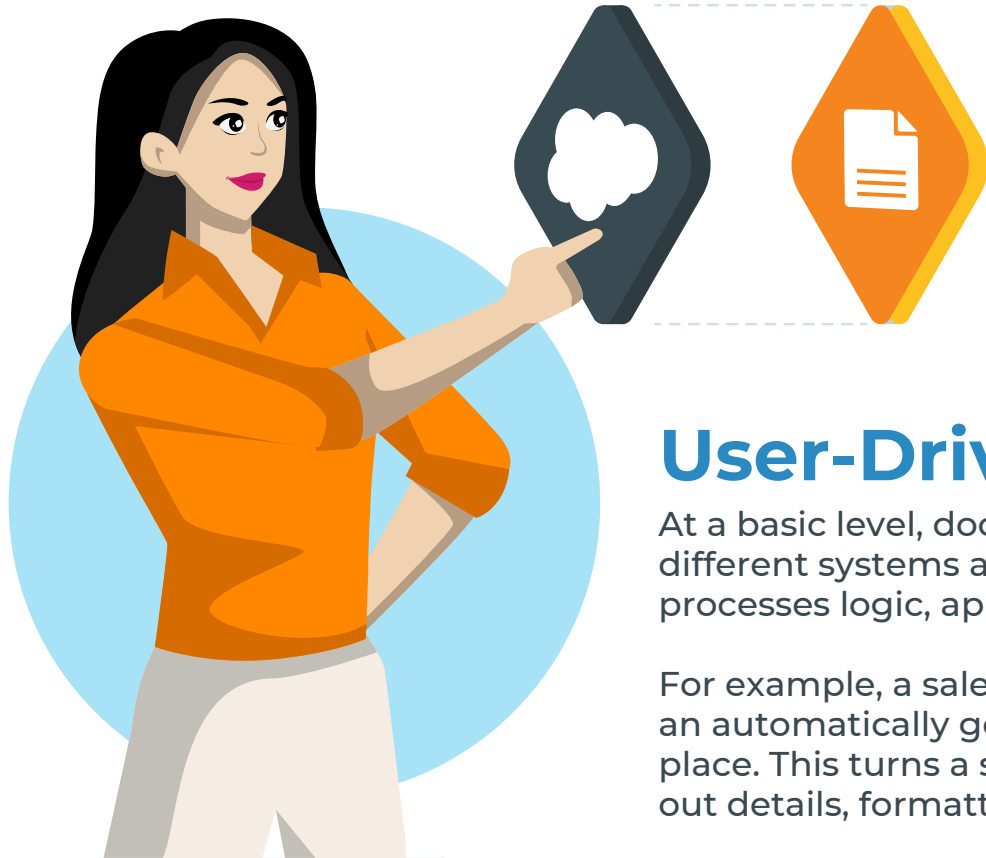 User-Driv
At a basic level, doc
different systems a
processes logic, ap
For example, a sale
an automatically ge
place. This turns a s
out details, formatt